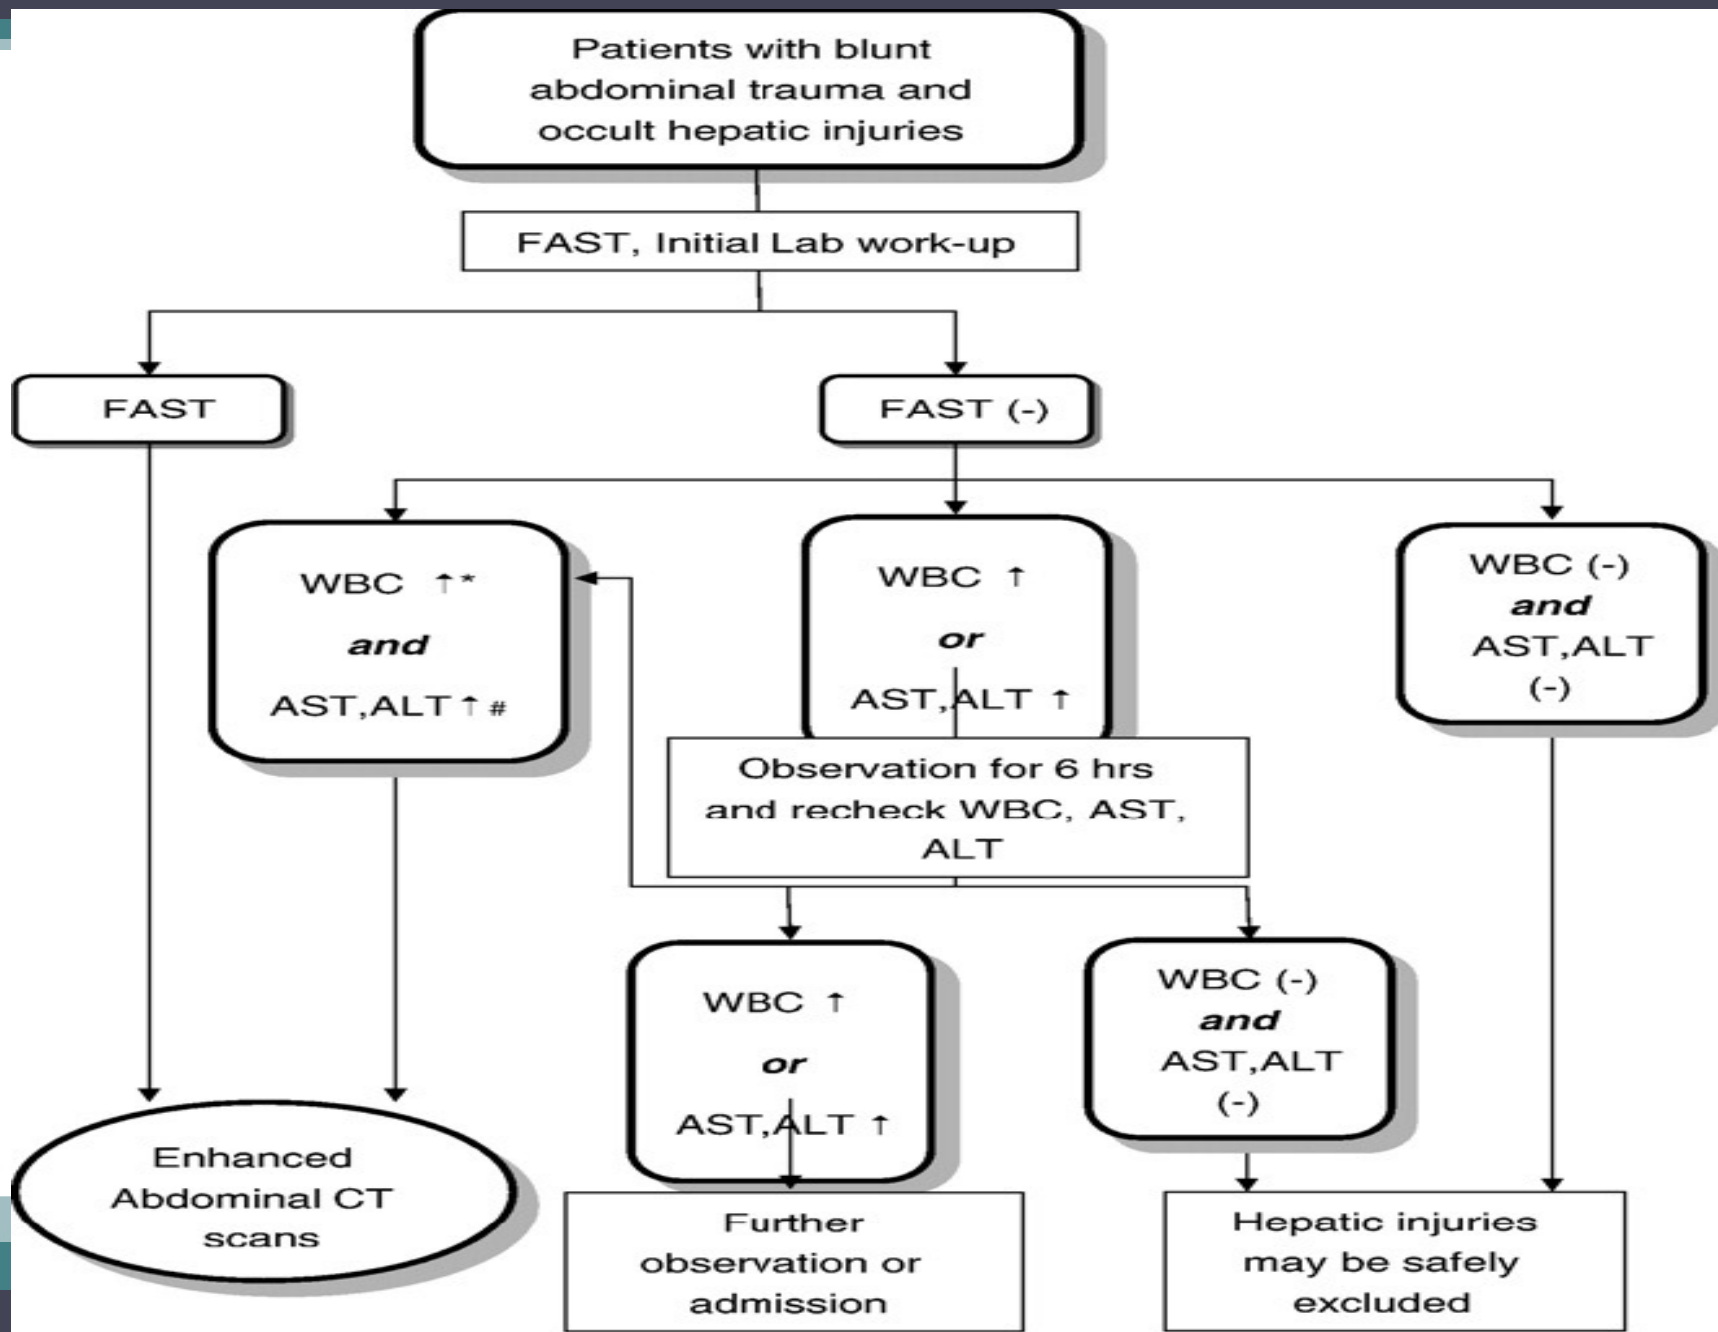 Patients with blunt
abdominal trauma and
occult hepatic injuries
FAST, Initial Lab work-up
FAST
FAST (-)
WBC ↑*
and
AST,ALT ↑ #
WBC ↑
or
AST,ALT ↑
WBC (-)
and
AST,ALT
(-)
Observation for 6 hrs
and recheck WBC, AST,
ALT
WBC ↑
or
AST,ALT ↑
WBC (-)
and
AST,ALT
(-)
Enhanced
Abdominal CT
scans
Further
observation or
admission
Hepatic injuries
may be safely
excluded